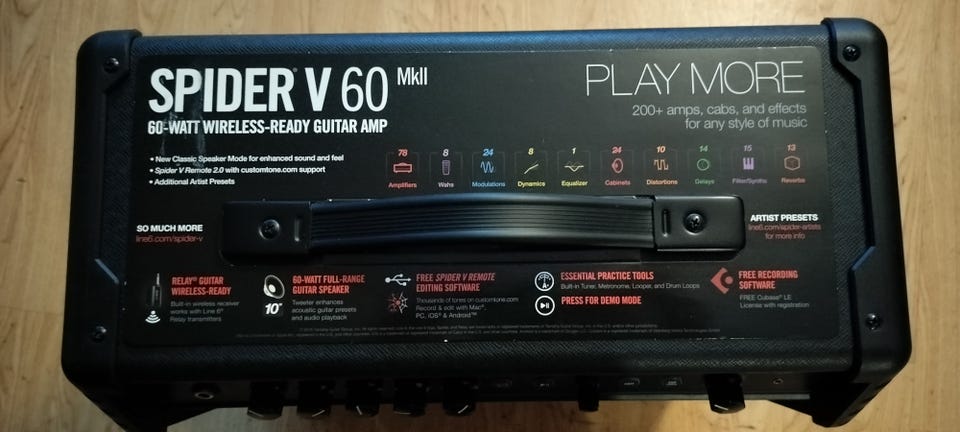 SPIDER® V 60 MkII
60-WATT WIRELESS-READY GUITAR AMP
PLAY MORE
200+ amps, cabs, and effects
for any style of music
• New Classic Speaker Mode for enhanced sound and feel
• Spider V Remote 2.0 with customtone.com support
• Additional Artist Presets
78 8 24 8 1 24 10 14 15 13
Amplifiers Wahs Modulations Dynamics Equalizer Cabinets Distortions Delays Filter/Synths Reverbs
SO MUCH MORE
line6.com/spider-v
ARTIST PRESETS
line6.com/spider-artists
for more info
RELAY® GUITAR
WIRELESS-READY
Built-in wireless receiver
works with Line 6®
Relay transmitters
60-WATT FULL-RANGE
GUITAR SPEAKER
10"
Tweeter enhances
acoustic guitar presets
and audio playback
FREE SPIDER V REMOTE
EDITING SOFTWARE
Thousands of tones on customtone.com
Record & edit with Mac®,
PC, iOS® & Android™
ESSENTIAL PRACTICE TOOLS
Built-in Tuner, Metronome, Looper, and Drum Loops
PRESS FOR DEMO MODE
FREE RECORDING
SOFTWARE
FREE Cubase® LE
License with registration